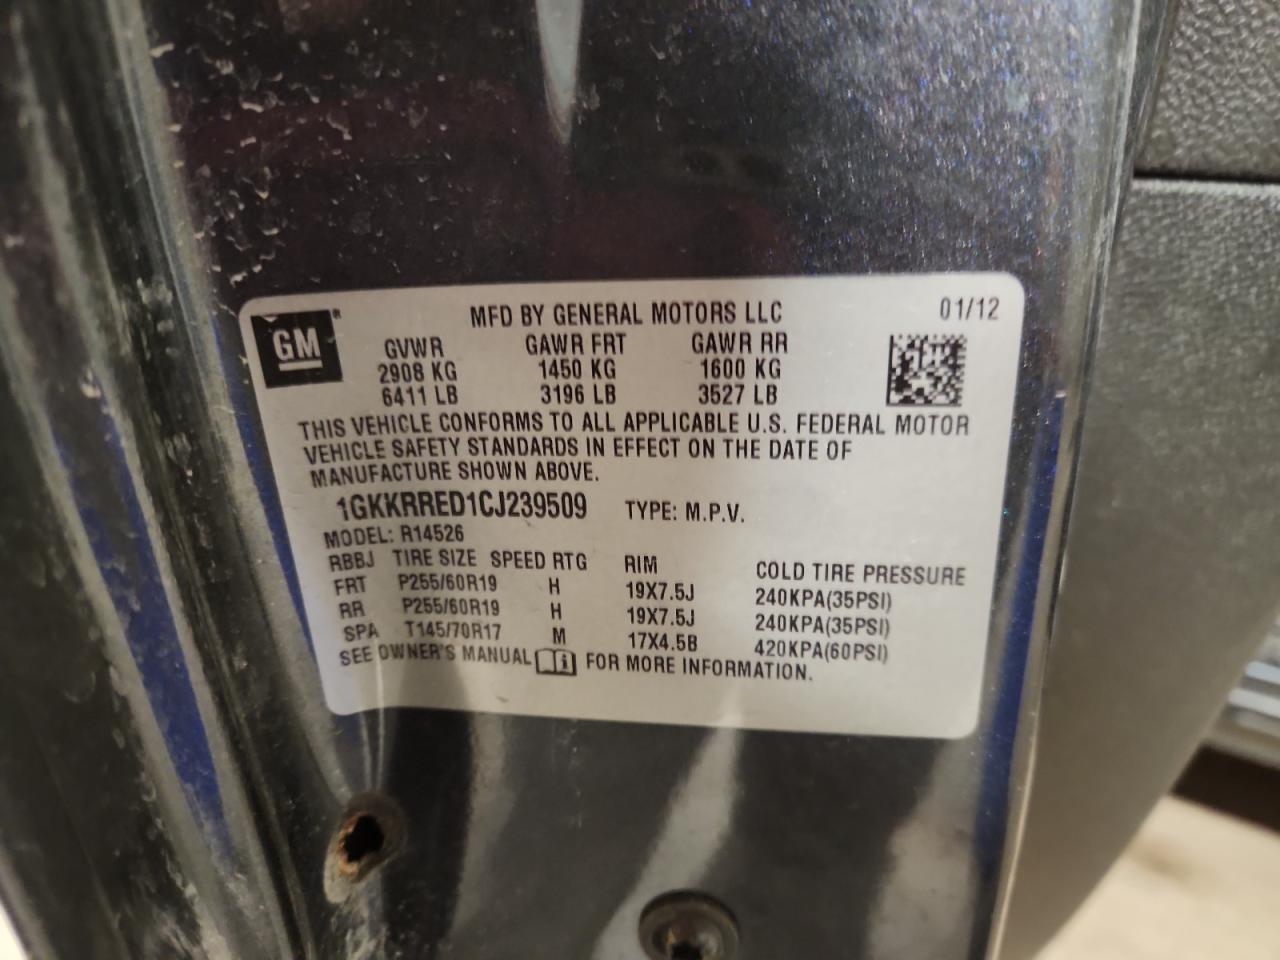 GM®
MFD BY GENERAL MOTORS LLC 01/12
GVWR GAWR FRT GAWR RR
2908 KG 1450 KG 1600 KG
6411 LB 3196 LB 3527 LB
THIS VEHICLE CONFORMS TO ALL APPLICABLE U.S. FEDERAL MOTOR
VEHICLE SAFETY STANDARDS IN EFFECT ON THE DATE OF
MANUFACTURE SHOWN ABOVE.
1GKKRRED1CJ239509 TYPE: M.P.V.
MODEL: R14526
RBBJ TIRE SIZE SPEED RTG RIM COLD TIRE PRESSURE
FRT P255/60R19 H 19X7.5J 240KPA(35PSI)
RR P255/60R19 H 19X7.5J 240KPA(35PSI)
SPA T145/70R17 M 17X4.5B 420KPA(60PSI)
SEE OWNER'S MANUAL i FOR MORE INFORMATION.